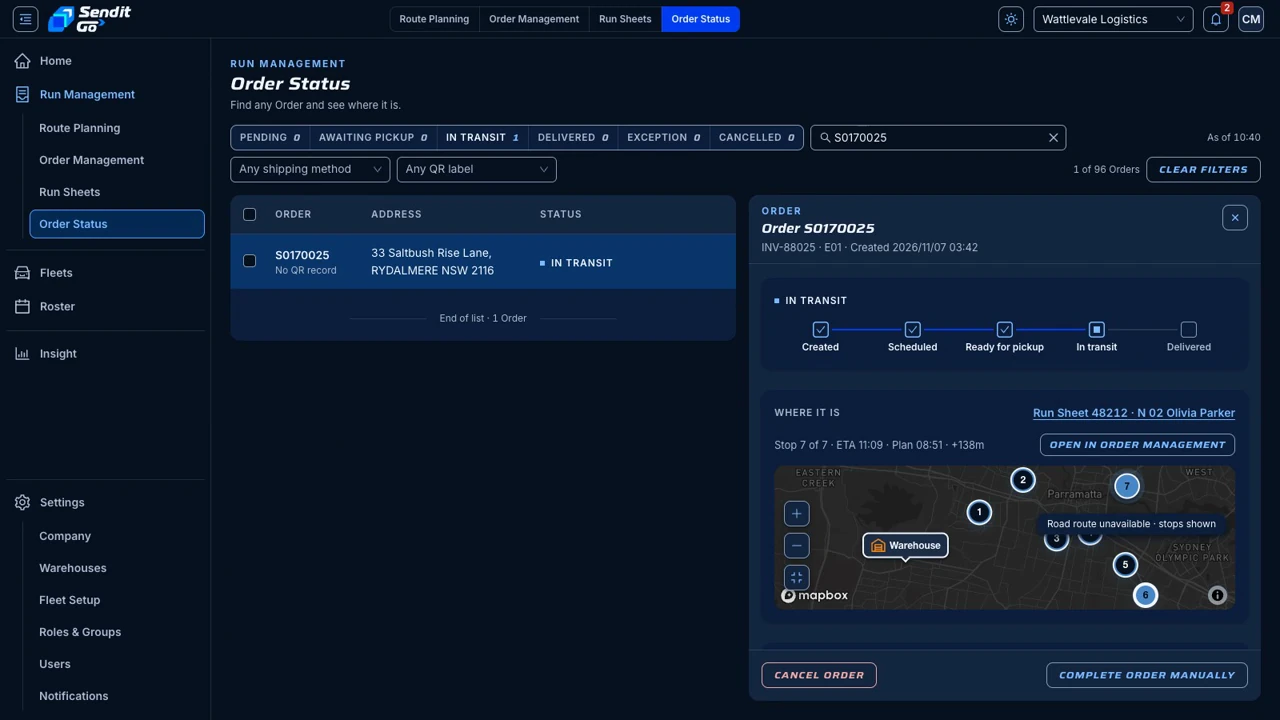 Sendit
Go
Route Planning
Order Management
Run Sheets
Order Status
Wattlevale Logistics
2
CM
Home
Run Management
Route Planning
Order Management
Run Sheets
Order Status
Fleets
Roster
Insight
Settings
Company
Warehouses
Fleet Setup
Roles & Groups
Users
Notifications
RUN MANAGEMENT
Order Status
Find any Order and see where it is.
PENDING 0
AWAITING PICKUP 0
IN TRANSIT 1
DELIVERED 0
EXCEPTION 0
CANCELLED 0
S0170025
As of 10:40
Any shipping method
Any QR label
1 of 96 Orders
CLEAR FILTERS
ORDER ADDRESS STATUS
S0170025
No QR record
33 Saltbush Rise Lane,
RYDALMERE NSW 2116
IN TRANSIT
End of list · 1 Order
ORDER
Order S0170025
INV-88025 · E01 · Created 2026/11/07 03:42
IN TRANSIT
Created
Scheduled
Ready for pickup
In transit
Delivered
WHERE IT IS
Run Sheet 48212 · N 02 Olivia Parker
Stop 7 of 7 · ETA 11:09 · Plan 08:51 · +138m
OPEN IN ORDER MANAGEMENT
EASTERN
CREEK
WEST
2
7
Parramatta
1
Road route unavailable · stops shown
3
Warehouse
SYDNEY
OLYMPIC PARK
5
6
mapbox
CANCEL ORDER
COMPLETE ORDER MANUALLY